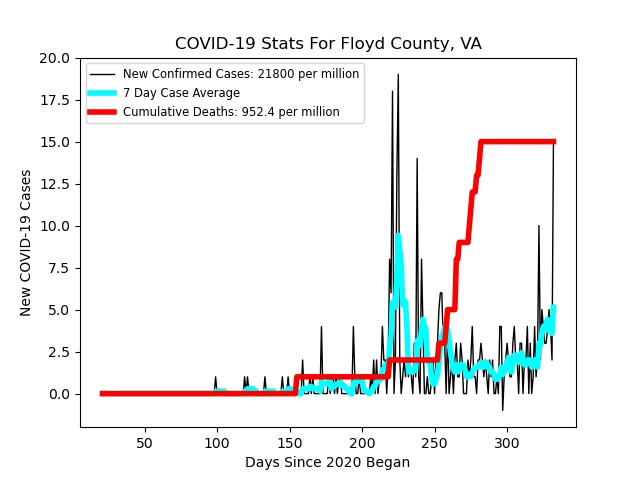 COVID-19 Stats For Floyd County, VA
New Confirmed Cases: 21800 per million
7 Day Case Average
Cumulative Deaths: 952.4 per million
20.0
17.5
15.0
12.5
10.0
7.5
5.0
2.5
0.0
New COVID-19 Cases
50 100 150 200 250 300
Days Since 2020 Began